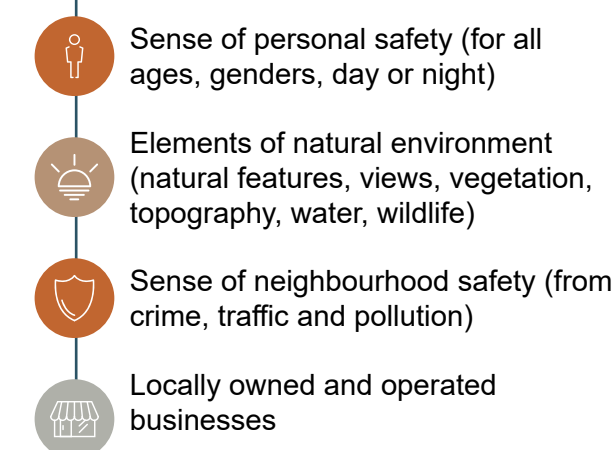 Sense of personal safety (for all
ages, genders, day or night)
Elements of natural environment
(natural features, views, vegetation,
topography, water, wildlife)
Sense of neighbourhood safety (from
crime, traffic and pollution)
Locally owned and operated
businesses